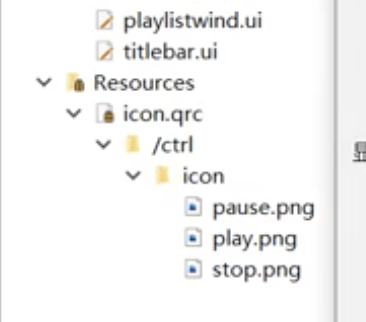 playlistwind.ui
titlebar.ui
Resources
icon.qrc
/ctrl
icon
pause.png
play.png
stop.png